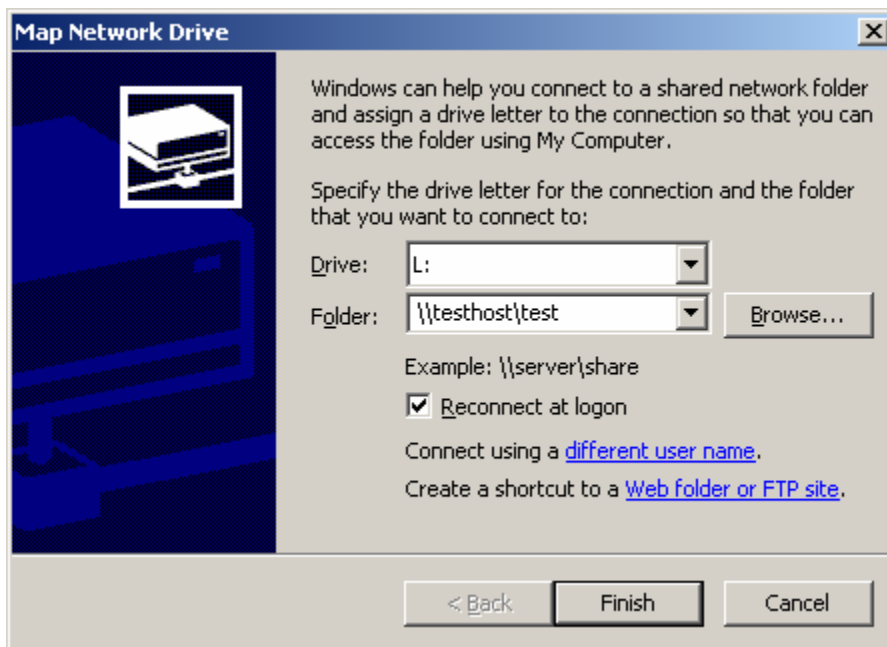 Map Network Drive
Windows can help you connect to a shared network folder
and assign a drive letter to the connection so that you can
access the folder using My Computer.
Specify the drive letter for the connection and the folder
that you want to connect to:
Drive: L:
Folder: \\testhost\test Browse...
Example: \\server\share
Reconnect at logon
Connect using a different user name.
Create a shortcut to a Web folder or FTP site.
< Back Finish Cancel